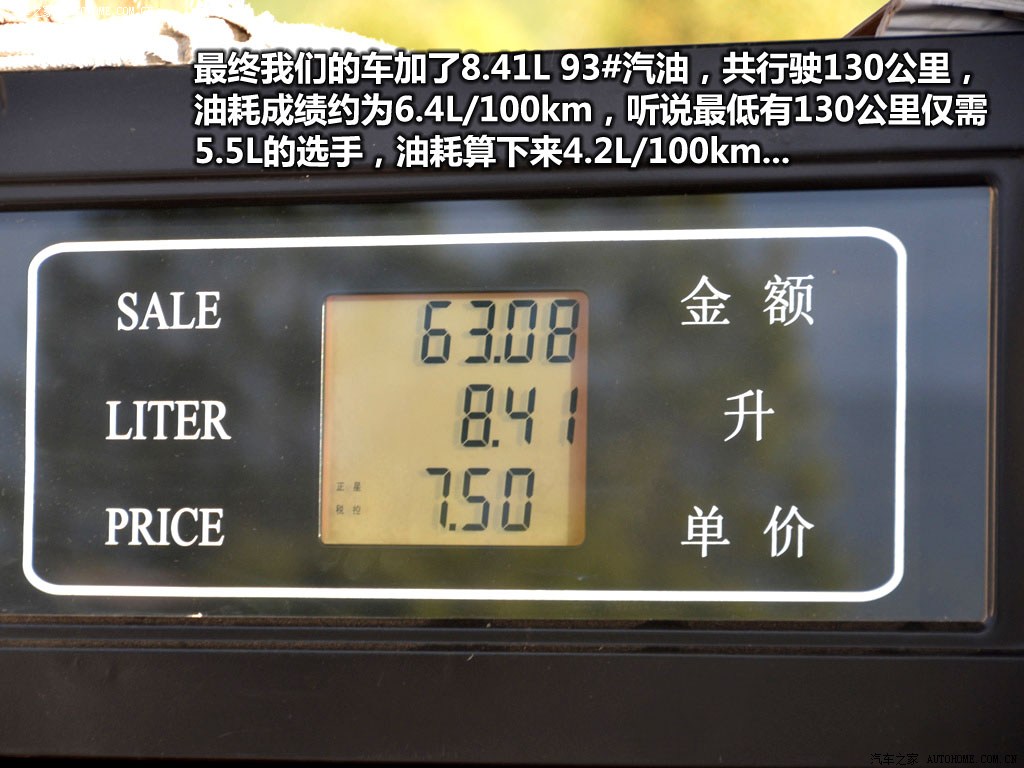 最终我们的车加了8.41L 93#汽油，共行驶130公里，
油耗成绩约为6.4L/100km，听说最低有130公里仅需
5.5L的选手，油耗算下来4.2L/100km...
SALE 63.08 金额
LITER 8.41 升
正星
税控
PRICE 7.50 单价
汽车之家 AUTOHOME.COM.CN